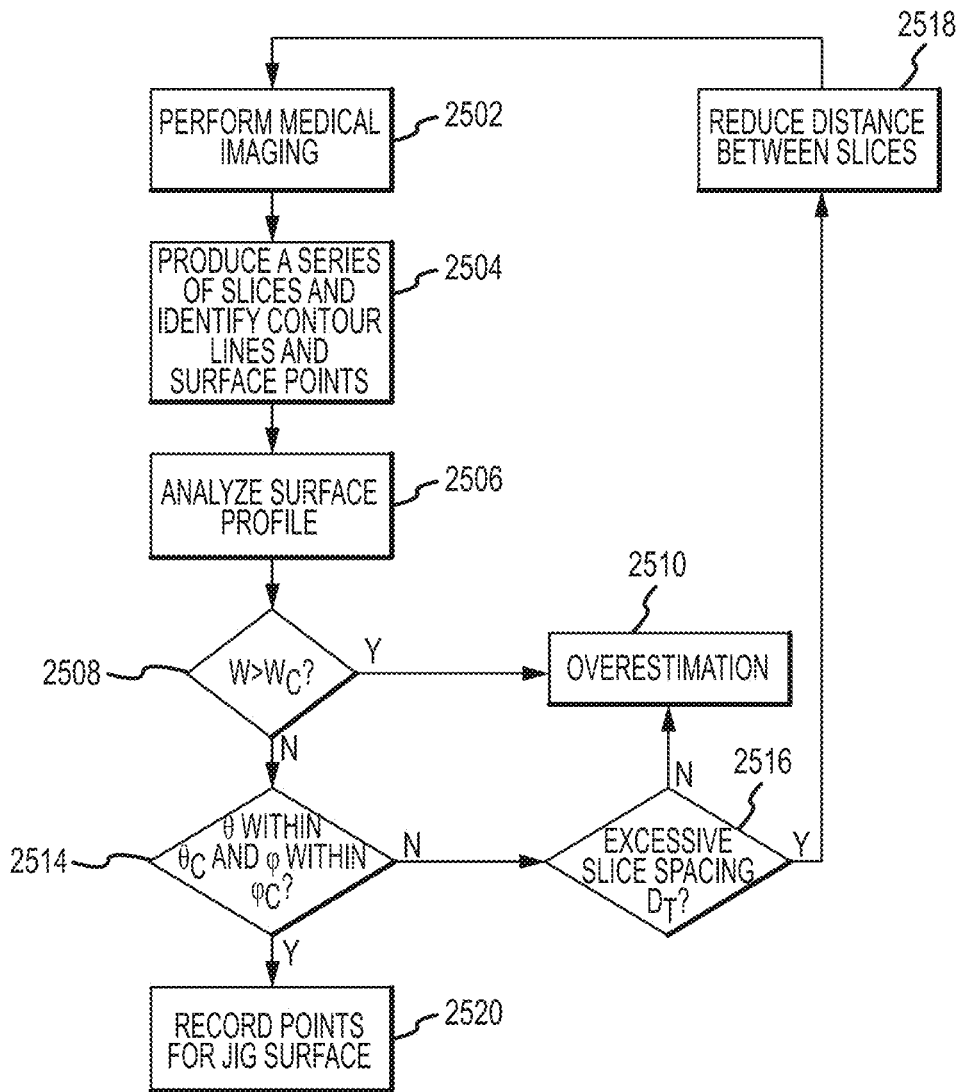 2518
PERFORM MEDICAL
IMAGING
2502
REDUCE DISTANCE
BETWEEN SLICES
PRODUCE A SERIES
OF SLICES AND
IDENTIFY CONTOUR
LINES AND
SURFACE POINTS
2504
ANALYZE SURFACE
PROFILE
2506
2510
2508
W>W_C?
Y
OVERESTIMATION
N
N
2516
2514
θ WITHIN
θ_C AND φ WITHIN
φ_C?
N
EXCESSIVE
SLICE SPACING
D_T?
Y
Y
RECORD POINTS
FOR JIG SURFACE
2520